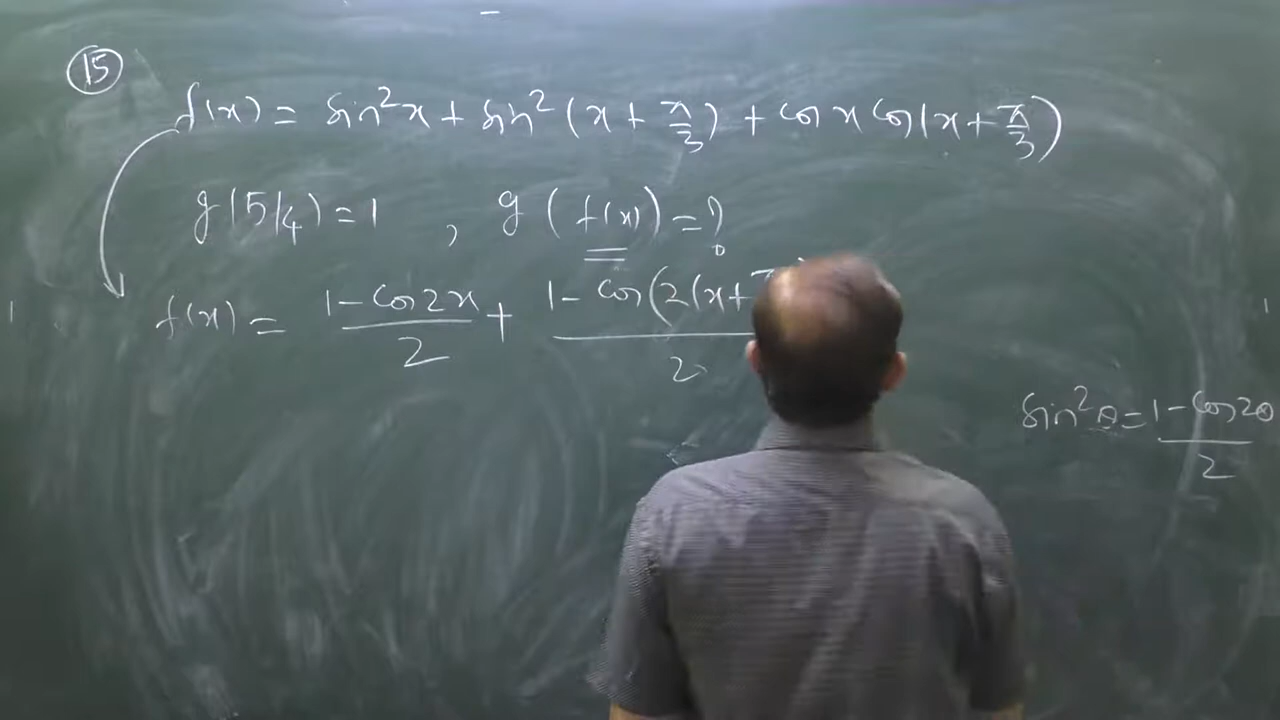 15
f(x) = sin²x + sin²(x + π/3) + cos x cos(x + π/3)
g(5/4) = 1 , g(f(x)) = ?
f(x) = (1 - cos 2x)/2 + 1 - cos(2(x + π / 2
sin²θ = (1 - cos 2θ)/2